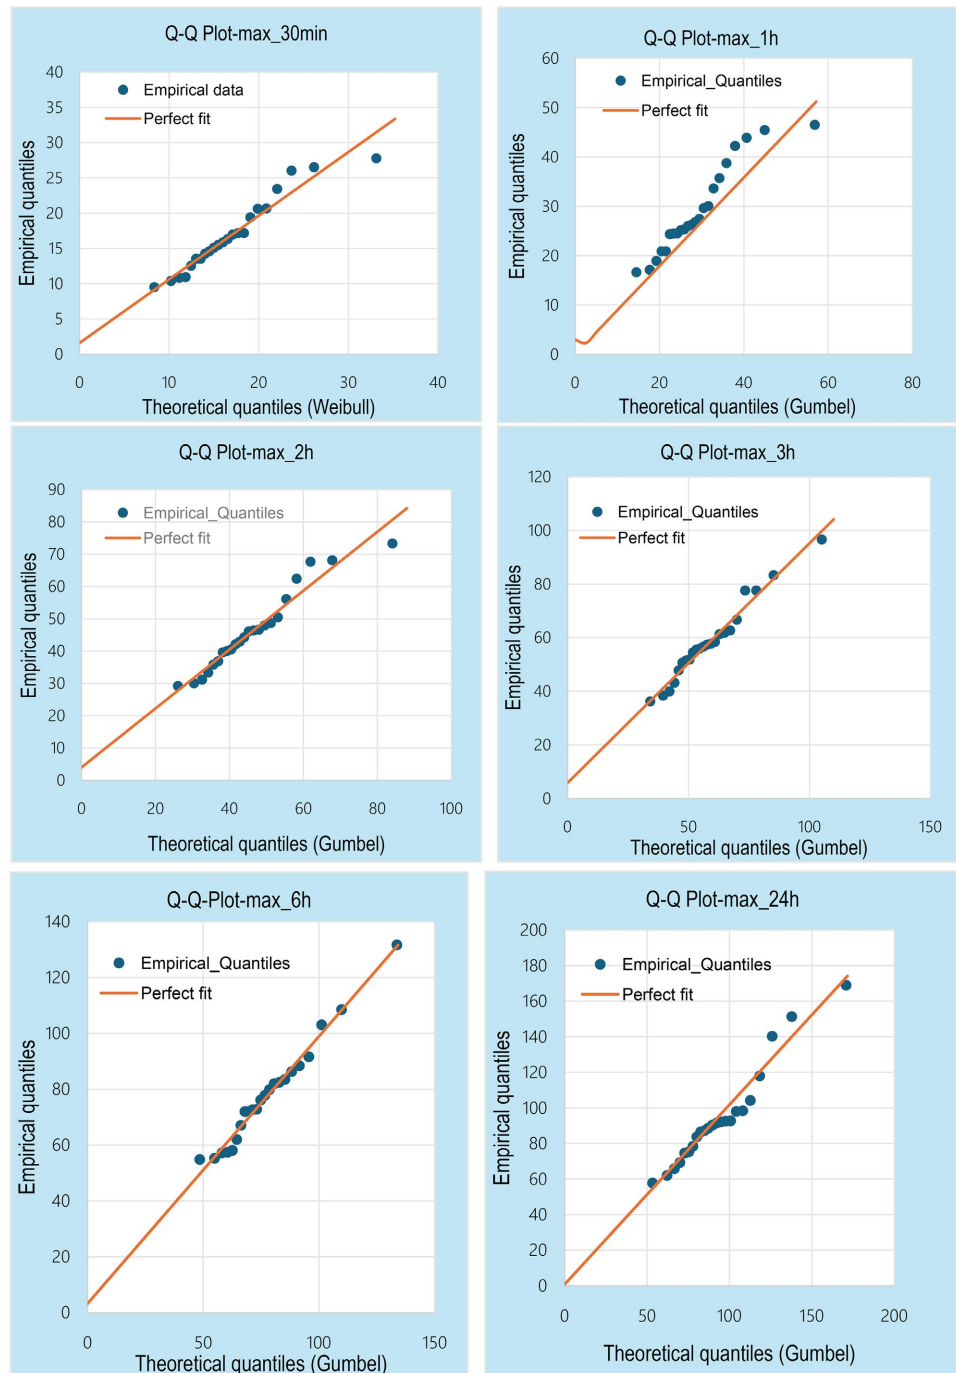 Q-Q Plot-max_30min
Empirical data
Perfect fit
40
35
30
25
20
15
10
5
0
0 10 20 30 40
Empirical quantiles
Theoretical quantiles (Weibull)
Q-Q Plot-max_1h
Empirical_Quantiles
Perfect fit
60
50
40
30
20
10
0
0 20 40 60 80
Empirical quantiles
Theoretical quantiles (Gumbel)
Q-Q Plot-max_2h
Empirical_Quantiles
Perfect fit
90
80
70
60
50
40
30
20
10
0
0 20 40 60 80 100
Empirical quantiles
Theoretical quantiles (Gumbel)
Q-Q Plot-max_3h
Empirical_Quantiles
Perfect fit
120
100
80
60
40
20
0
0 50 100 150
Empirical quantiles
Theoretical quantiles (Gumbel)
Q-Q-Plot-max_6h
Empirical_Quantiles
Perfect fit
140
120
100
80
60
40
20
0
0 50 100 150
Empirical quantiles
Theoretical quantiles (Gumbel)
Q-Q Plot-max_24h
Empirical_Quantiles
Perfect fit
200
180
160
140
120
100
80
60
40
20
0
0 50 100 150 200
Empirical quantiles
Theoretical quantiles (Gumbel)